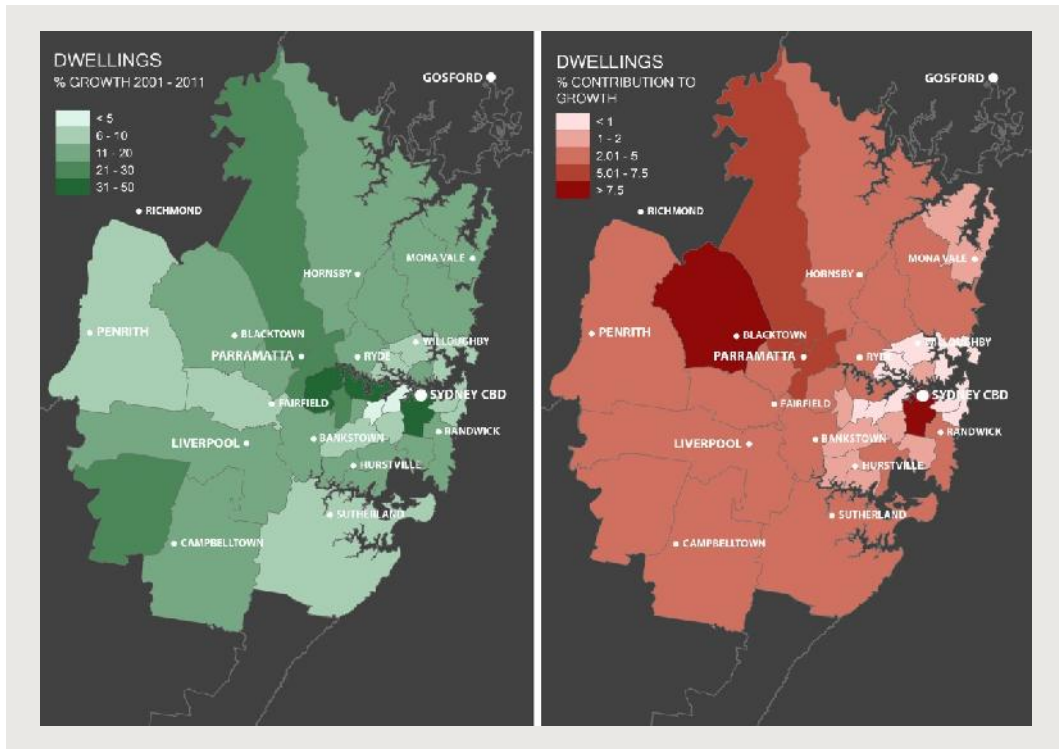 DWELLINGS
% GROWTH 2001 - 2011
< 5
6 - 10
11 - 20
21 - 30
31 - 50
GOSFORD
RICHMOND
MONA VALE
HORNSBY
PENRITH
BLACKTOWN
WILLOUGHBY
PARRAMATTA
RYDE
SYDNEY CBD
FAIRFIELD
RANDWICK
LIVERPOOL
BANKSTOWN
HURSTVILLE
SUTHERLAND
CAMPBELLTOWN
DWELLINGS
% CONTRIBUTION TO
GROWTH
< 1
1 - 2
2.01 - 5
5.01 - 7.5
> 7.5
GOSFORD
RICHMOND
MONA VALE
HORNSBY
PENRITH
BLACKTOWN
WILLOUGHBY
PARRAMATTA
RYDE
SYDNEY CBD
FAIRFIELD
RANDWICK
LIVERPOOL
BANKSTOWN
HURSTVILLE
SUTHERLAND
CAMPBELLTOWN